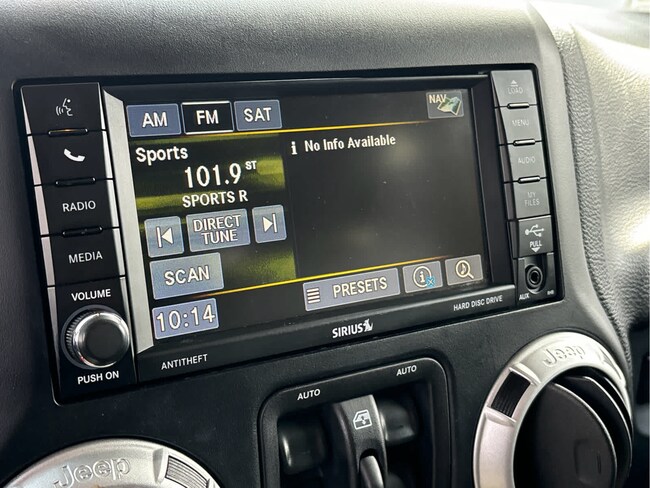 AM FM SAT NAV
Sports
101.9 ST
SPORTS R
DIRECT
TUNE
SCAN
10:14
i No Info Available
PRESETS
i
RADIO
MEDIA
VOLUME
PUSH ON
ANTITHEFT
SIRIUS
HARD DISC DRIVE
LOAD
MENU
AUDIO
MY
FILES
PULL
AUX
AUTO
AUTO
Jeep
Jeep